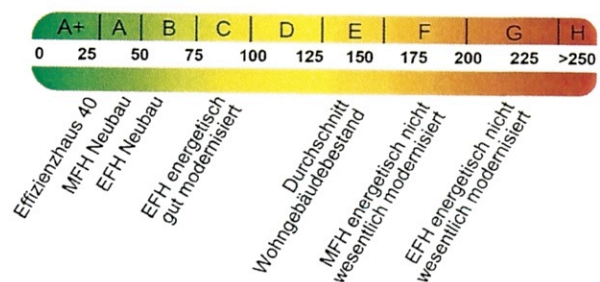 A+ A B C D E F G H
0 25 50 75 100 125 150 175 200 225 >250
Effizienzhaus 40
MFH Neubau
EFH Neubau
EFH energetisch
gut modernisiert
Durchschnitt
Wohngebäudebestand
MFH energetisch nicht
wesentlich modernisiert
EFH energetisch nicht
wesentlich modernisiert